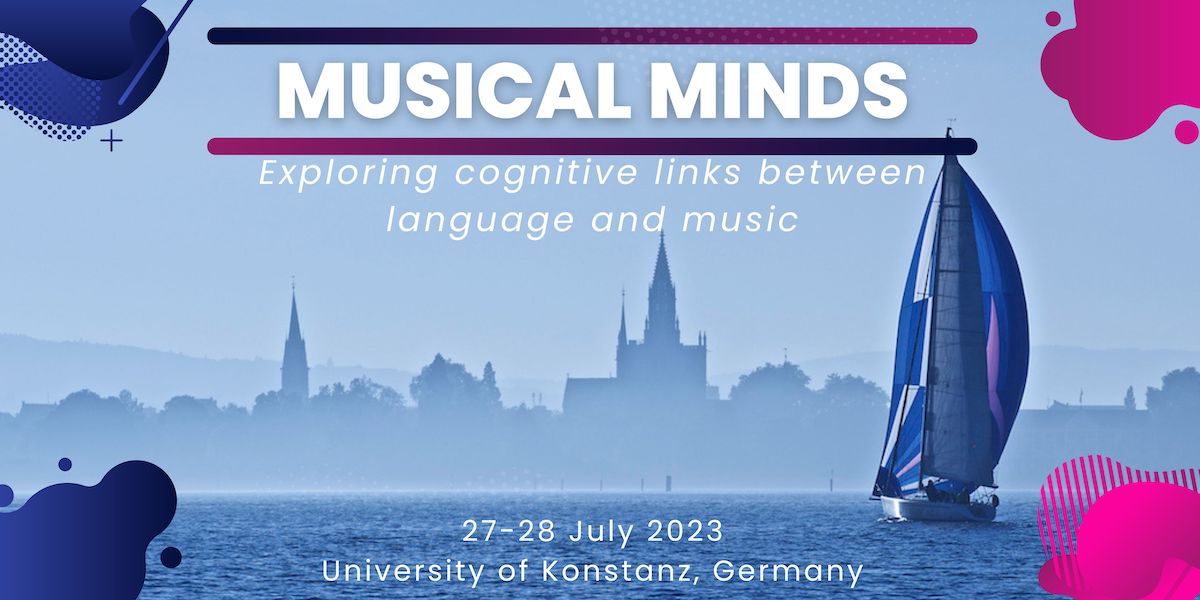 MUSICAL MINDS
Exploring cognitive links between
language and music
27-28 July 2023
University of Konstanz, Germany